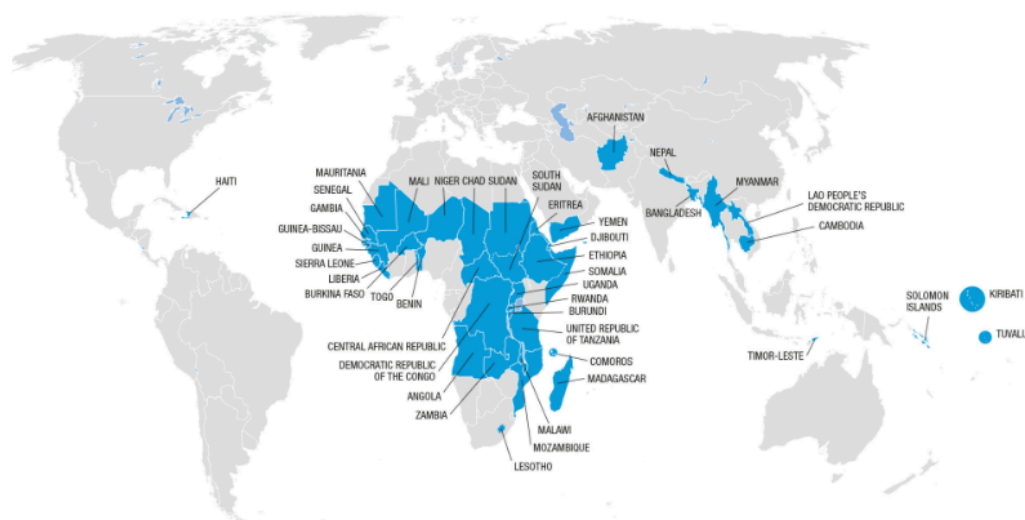 AFGHANISTAN
NEPAL
MYANMAR
LAO PEOPLE'S
DEMOCRATIC REPUBLIC
BANGLADESH
CAMBODIA
HAITI
MAURITANIA
SENEGAL
GAMBIA
GUINEA-BISSAU
GUINEA
SIERRA LEONE
LIBERIA
BURKINA FASO
TOGO
BENIN
MALI
NIGER
CHAD
SUDAN
SOUTH
SUDAN
ERITREA
YEMEN
DJIBOUTI
ETHIOPIA
SOMALIA
UGANDA
RWANDA
BURUNDI
UNITED REPUBLIC
OF TANZANIA
CENTRAL AFRICAN REPUBLIC
DEMOCRATIC REPUBLIC
OF THE CONGO
ANGOLA
ZAMBIA
COMOROS
MADAGASCAR
MALAWI
MOZAMBIQUE
LESOTHO
TIMOR-LESTE
SOLOMON
ISLANDS
KIRIBATI